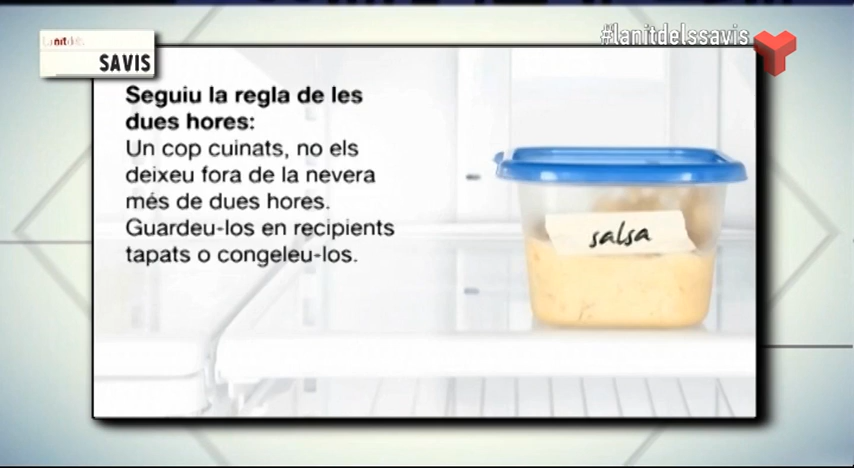 #lanitdelssavis
SAVIS
Seguiu la regla de les
dues hores:
Un cop cuinats, no els
deixeu fora de la nevera
més de dues hores.
Guardeu-los en recipients
tapats o congeleu-los.
salsa